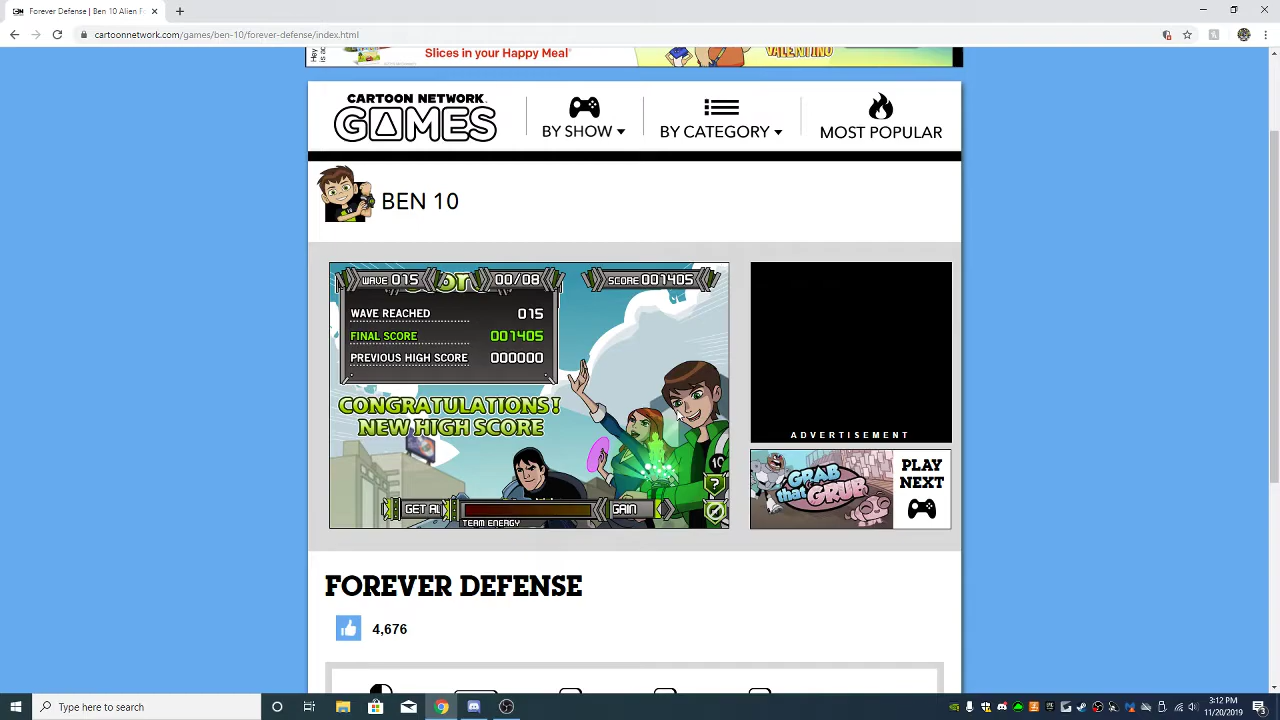 Forever Defense | Ben 10 Alien Fo
cartoonnetwork.com/games/ben-10/forever-defense/index.html
Slices in your Happy Meal
VALENTINO
CARTOON NETWORK
GAMES
BY SHOW
BY CATEGORY
MOST POPULAR
BEN 10
WAVE 015
00/08
SCORE 001405
WAVE REACHED 015
FINAL SCORE 001405
PREVIOUS HIGH SCORE 000000
CONGRATULATIONS!
NEW HIGH SCORE
10
?
TEAM ENERGY
GAIN
ADVERTISEMENT
GRAB
that GRUB
PLAY
NEXT
FOREVER DEFENSE
4,676
Type here to search
3:12 PM
11/20/2019